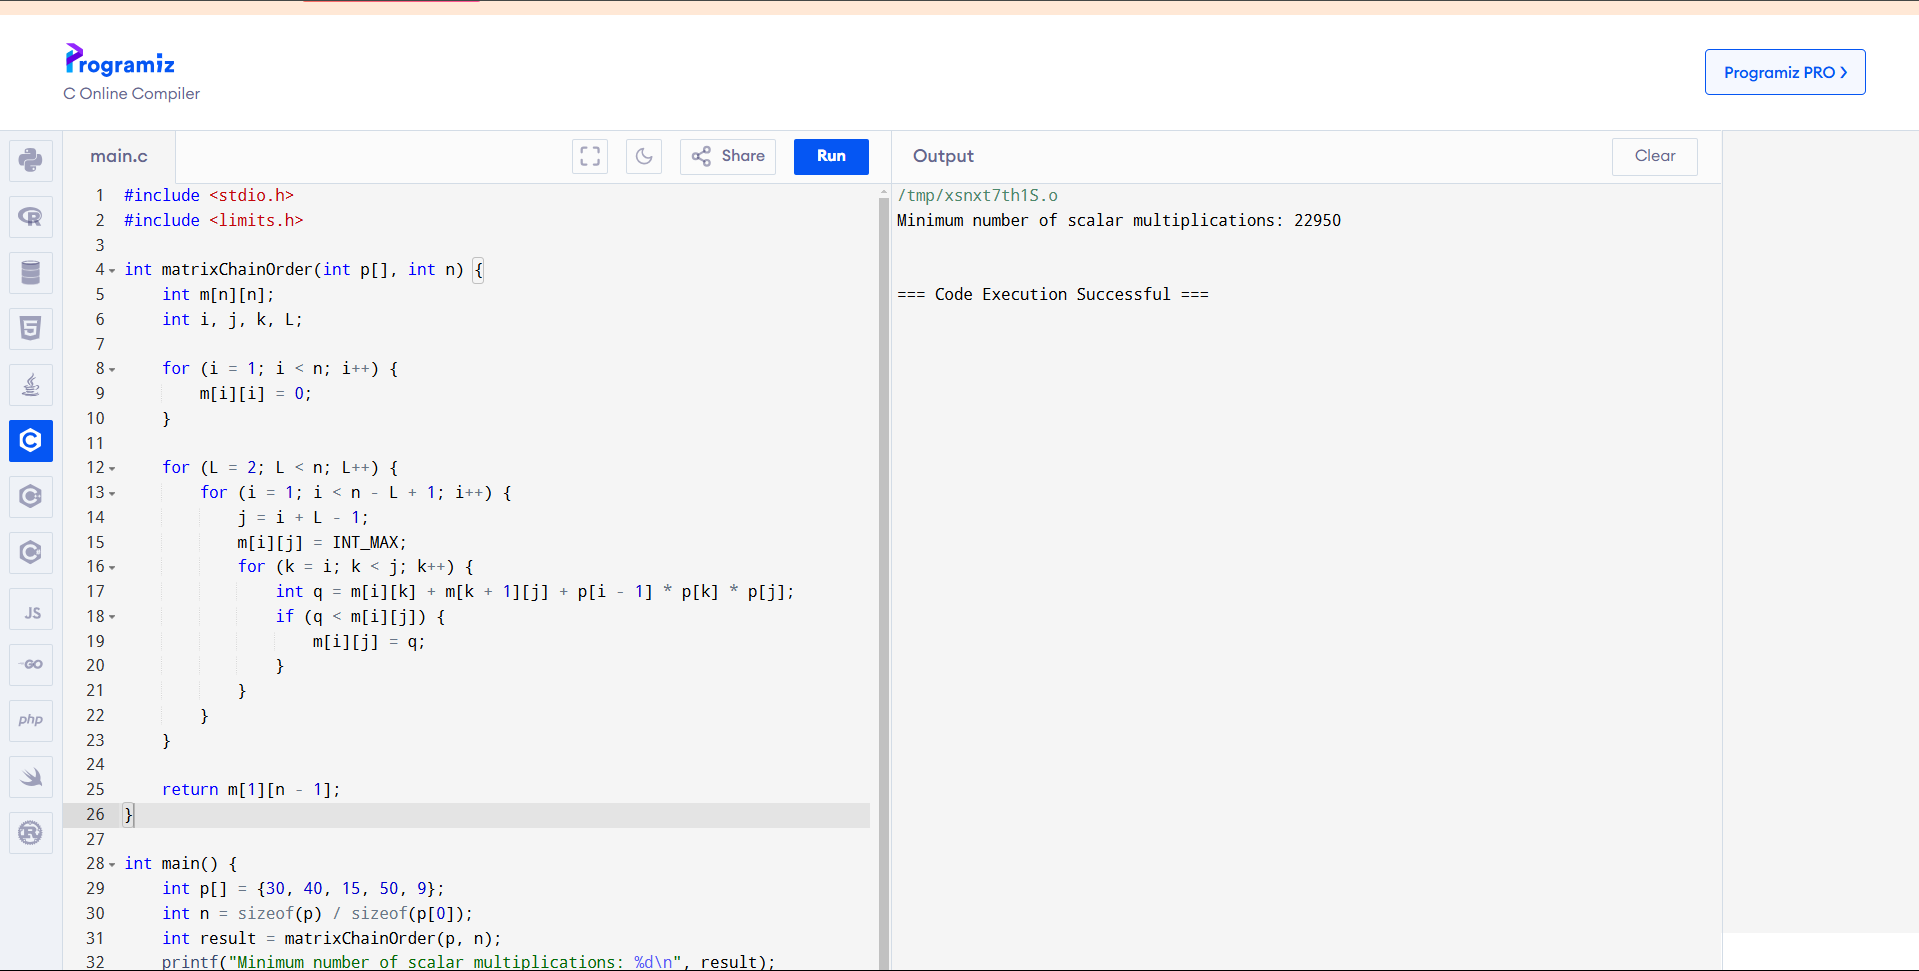 Programiz
C Online Compiler
Programiz PRO >
main.c
Share
Run
Output
Clear
1 #include <stdio.h>
2 #include <limits.h>
3
4 int matrixChainOrder(int p[], int n) {
5     int m[n][n];
6     int i, j, k, L;
7
8     for (i = 1; i < n; i++) {
9         m[i][i] = 0;
10     }
11
12     for (L = 2; L < n; L++) {
13         for (i = 1; i < n - L + 1; i++) {
14             j = i + L - 1;
15             m[i][j] = INT_MAX;
16             for (k = i; k < j; k++) {
17                 int q = m[i][k] + m[k + 1][j] + p[i - 1] * p[k] * p[j];
18                 if (q < m[i][j]) {
19                     m[i][j] = q;
20                 }
21             }
22         }
23     }
24
25     return m[1][n - 1];
26 }
27
28 int main() {
29     int p[] = {30, 40, 15, 50, 9};
30     int n = sizeof(p) / sizeof(p[0]);
31     int result = matrixChainOrder(p, n);
32     printf("Minimum number of scalar multiplications: %d\n", result);
/tmp/xsnxt7th1S.o
Minimum number of scalar multiplications: 22950
=== Code Execution Successful ===
R
5
C
C
C
JS
GO
php
R